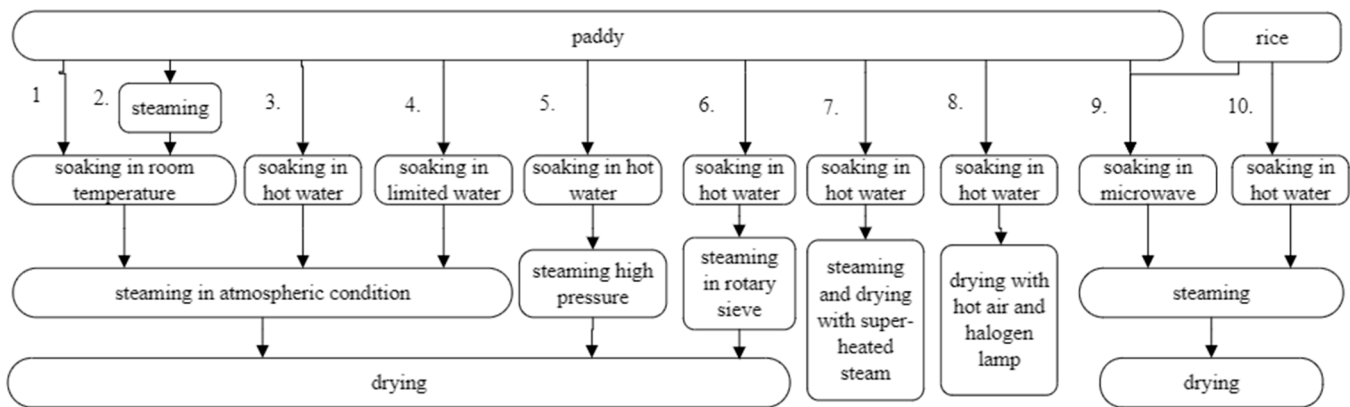 paddy
rice
1
2.
steaming
3.
4.
5.
6.
7.
8.
9.
10.
soaking in room
temperature
soaking in
hot water
soaking in
limited water
soaking in hot
water
soaking in
hot water
soaking in
hot water
soaking in
hot water
soaking in
microwave
soaking in
hot water
steaming in atmospheric condition
steaming high
pressure
steaming
in rotary
sieve
steaming
and drying
with super-
heated
steam
drying with
hot air and
halogen
lamp
steaming
drying
drying